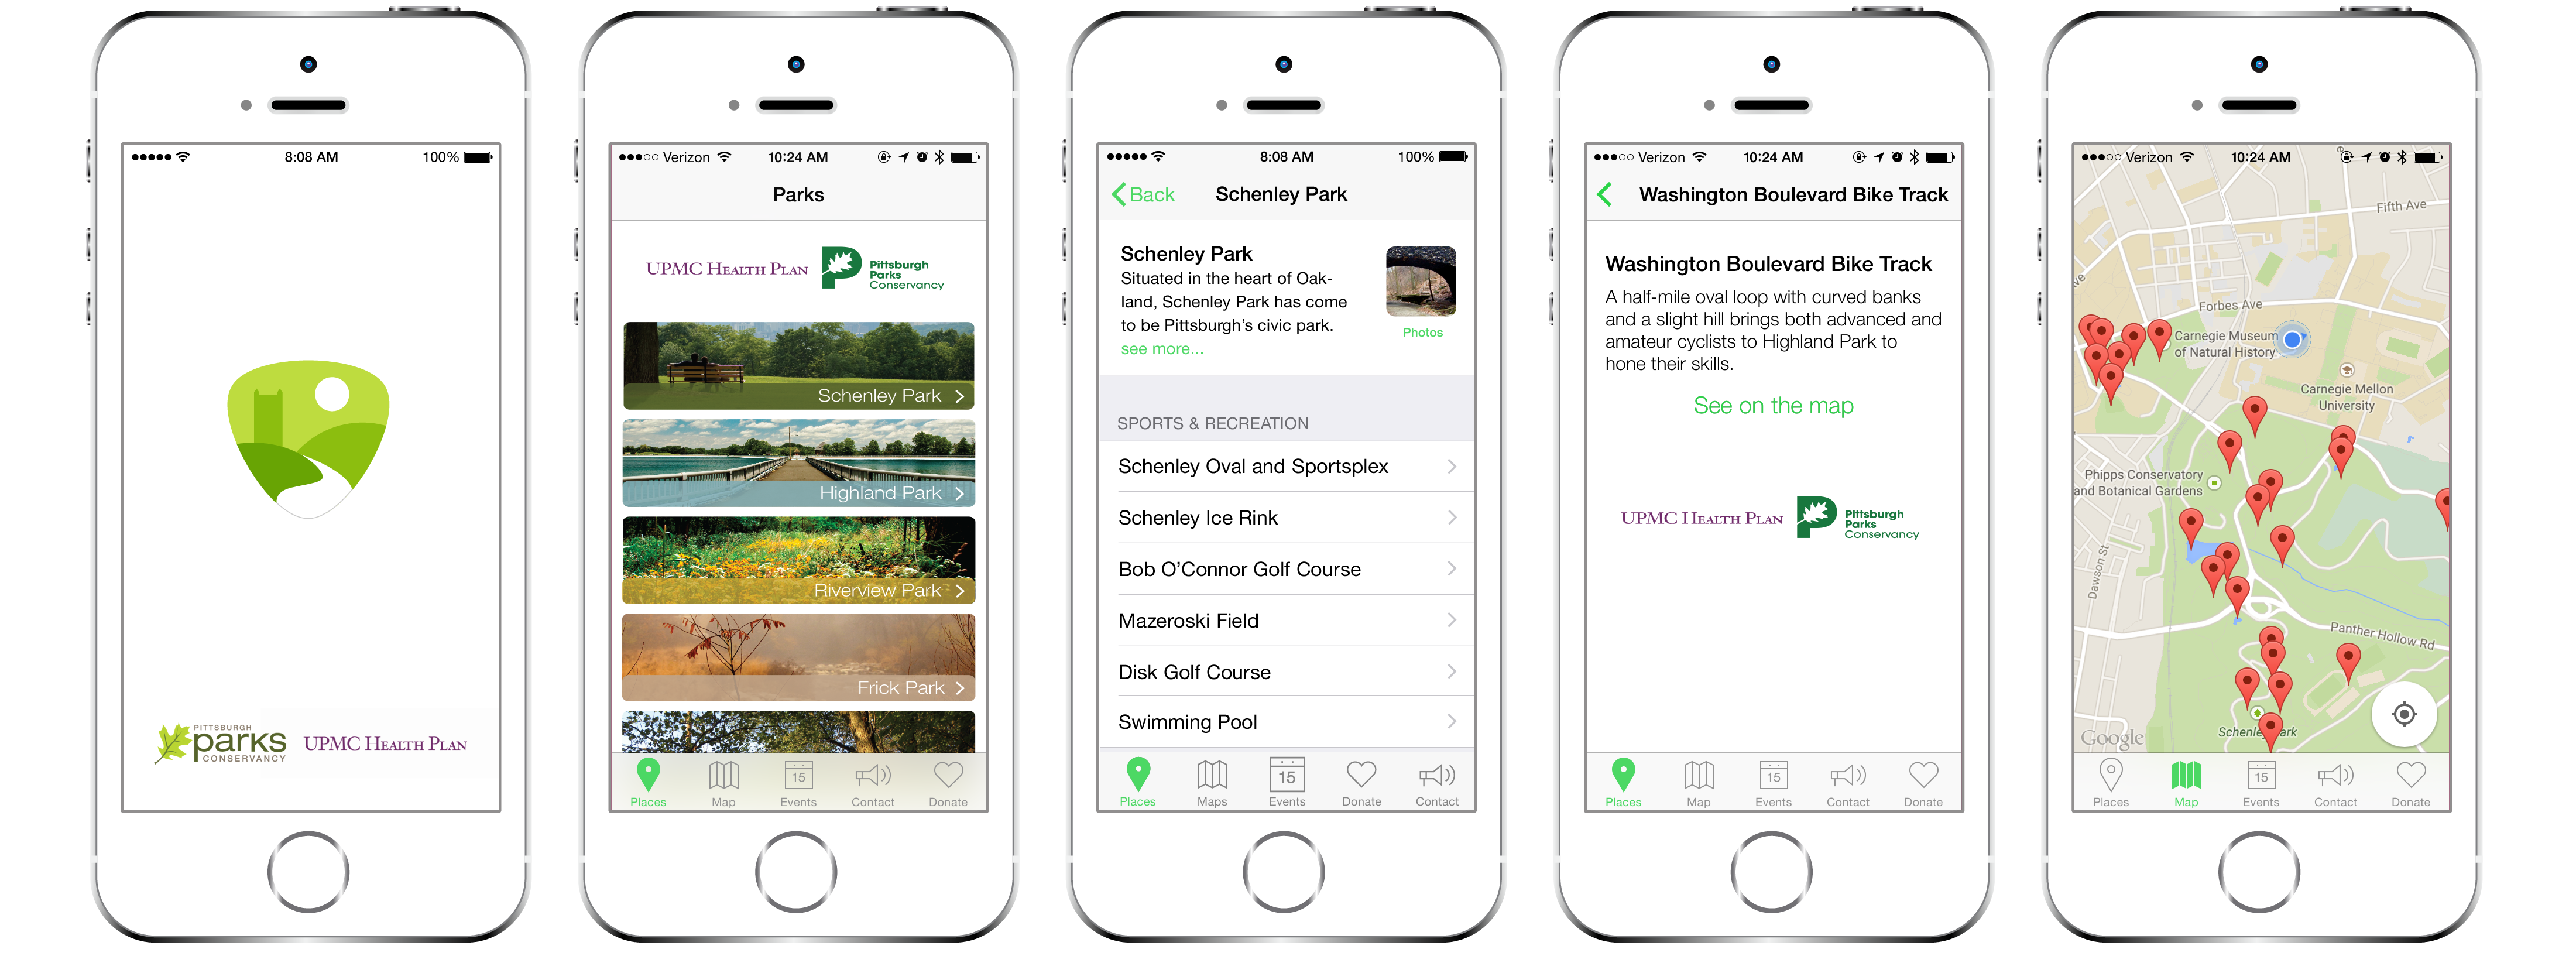 8:08 AM
100%
PITTSBURGH
parks
CONSERVANCY
UPMC HEALTH PLAN
Verizon
10:24 AM
Parks
UPMC HEALTH PLAN
P
Pittsburgh
Parks
Conservancy
Schenley Park
Highland Park
Riverview Park
Frick Park
15
Places
Map
Events
Contact
Donate
8:08 AM
100%
Back
Schenley Park
Schenley Park
Situated in the heart of Oak-
land, Schenley Park has come
to be Pittsburgh's civic park.
see more...
Photos
SPORTS & RECREATION
Schenley Oval and Sportsplex
Schenley Ice Rink
Bob O'Connor Golf Course
Mazeroski Field
Disk Golf Course
Swimming Pool
15
Places
Maps
Events
Donate
Contact
Verizon
10:24 AM
Washington Boulevard Bike Track
Washington Boulevard Bike Track
A half-mile oval loop with curved banks
and a slight hill brings both advanced and
amateur cyclists to Highland Park to
hone their skills.
See on the map
UPMC HEALTH PLAN
P
Pittsburgh
Parks
Conservancy
15
Places
Map
Events
Contact
Donate
Verizon
10:24 AM
Fifth Ave
Forbes Ave
Carnegie Museum
of Natural History
Carnegie Mellon
University
Phipps Conservatory
and Botanical Gardens
Dawson St
Panther Hollow Rd
Google
15
Places
Map
Events
Contact
Donate